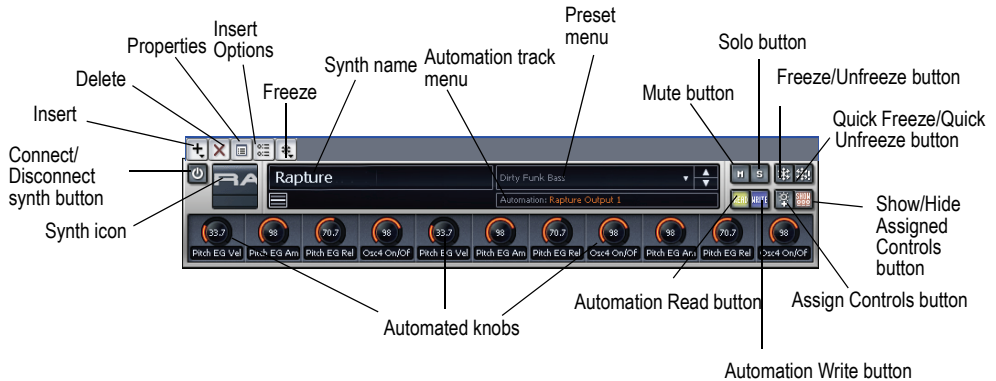 Preset
menu
Insert
Options
Properties
Solo button
Automation track
menu
Synth name
Delete
Freeze/Unfreeze button
Freeze
Mute button
Insert
Quick Freeze/Quick
Unfreeze button
Connect/
Disconnect
synth button
RA
Rapture
Dirty Funk Bass
M
S
Automation: Rapture Output 1
READ
WRITE
SHOW
Synth icon
Show/Hide
Assigned
Controls
button
33.7
98
70.7
98
33.7
98
70.7
98
98
70.7
98
Pitch EG Vel
Pitch EG Am
Pitch EG Rel
Osc4 On/Of
Pitch EG Vel
Pitch EG Am
Pitch EG Rel
Osc4 On/Of
Pitch EG Am
Pitch EG Rel
Osc4 On/Of
Automation Read button
Assign Controls button
Automated knobs
Automation Write button